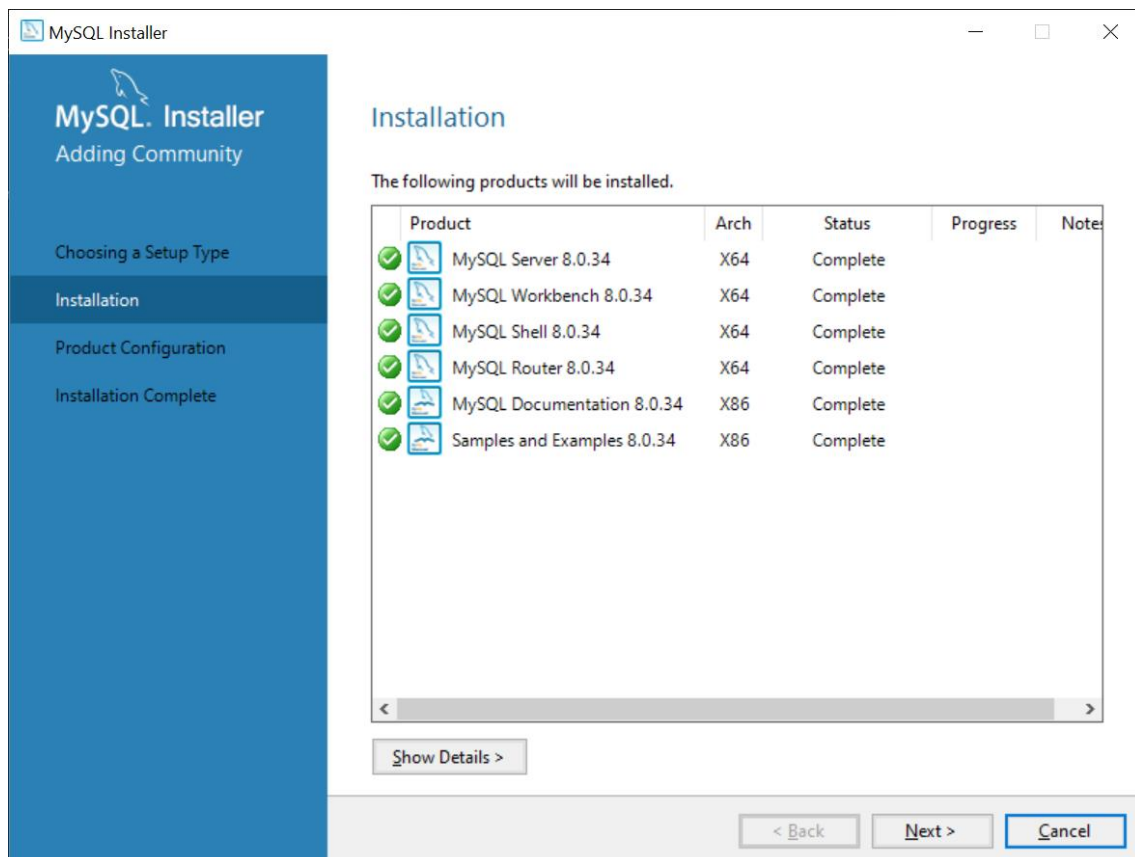 MySQL Installer
MySQL. Installer
Adding Community
Choosing a Setup Type
Installation
Product Configuration
Installation Complete
Installation
The following products will be installed.
Product Arch Status Progress Notes
MySQL Server 8.0.34 X64 Complete
MySQL Workbench 8.0.34 X64 Complete
MySQL Shell 8.0.34 X64 Complete
MySQL Router 8.0.34 X64 Complete
MySQL Documentation 8.0.34 X86 Complete
Samples and Examples 8.0.34 X86 Complete
Show Details >
< Back Next > Cancel